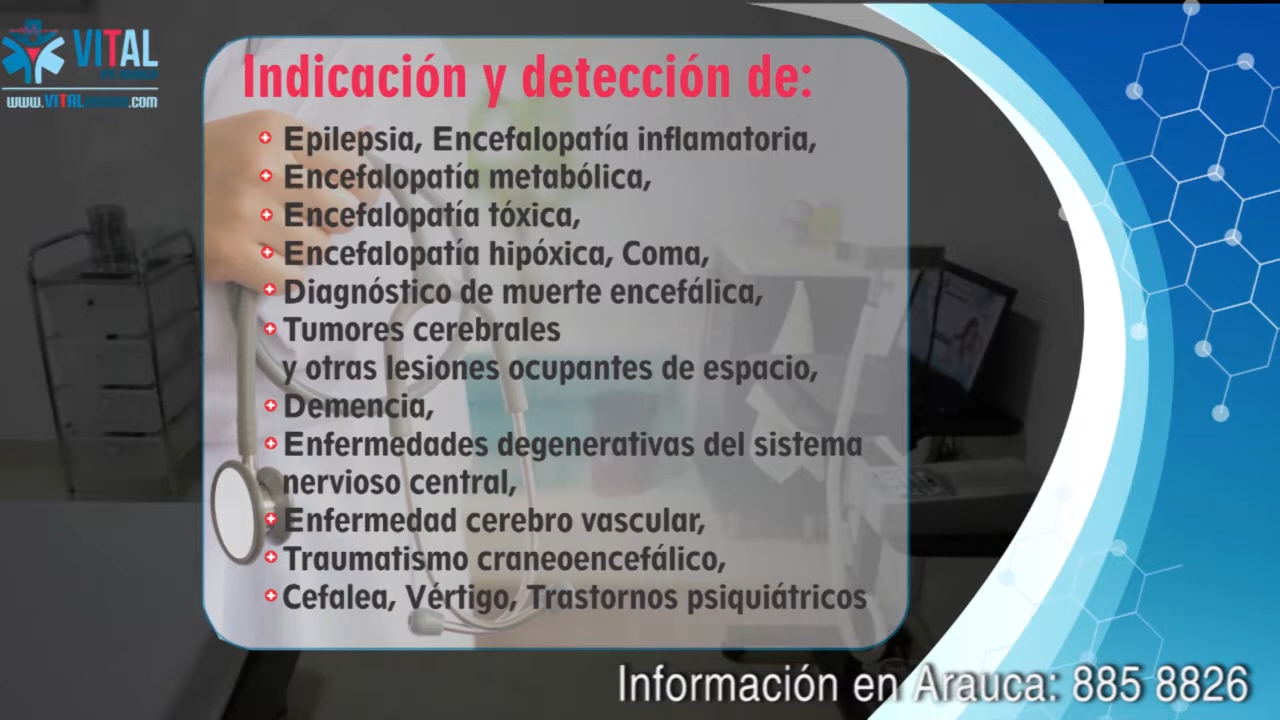 VITAL
www.VITAL
.com
Indicación y detección de:
Epilepsia, Encefalopatía inflamatoria,
Encefalopatía metabólica,
Encefalopatía tóxica,
Encefalopatía hipóxica, Coma,
Diagnóstico de muerte encefálica,
Tumores cerebrales
y otras lesiones ocupantes de espacio,
Demencia,
Enfermedades degenerativas del sistema
nervioso central,
Enfermedad cerebro vascular,
Traumatismo craneoencefálico,
Cefalea, Vértigo, Trastornos psiquiátricos
Información en Arauca: 885 8826